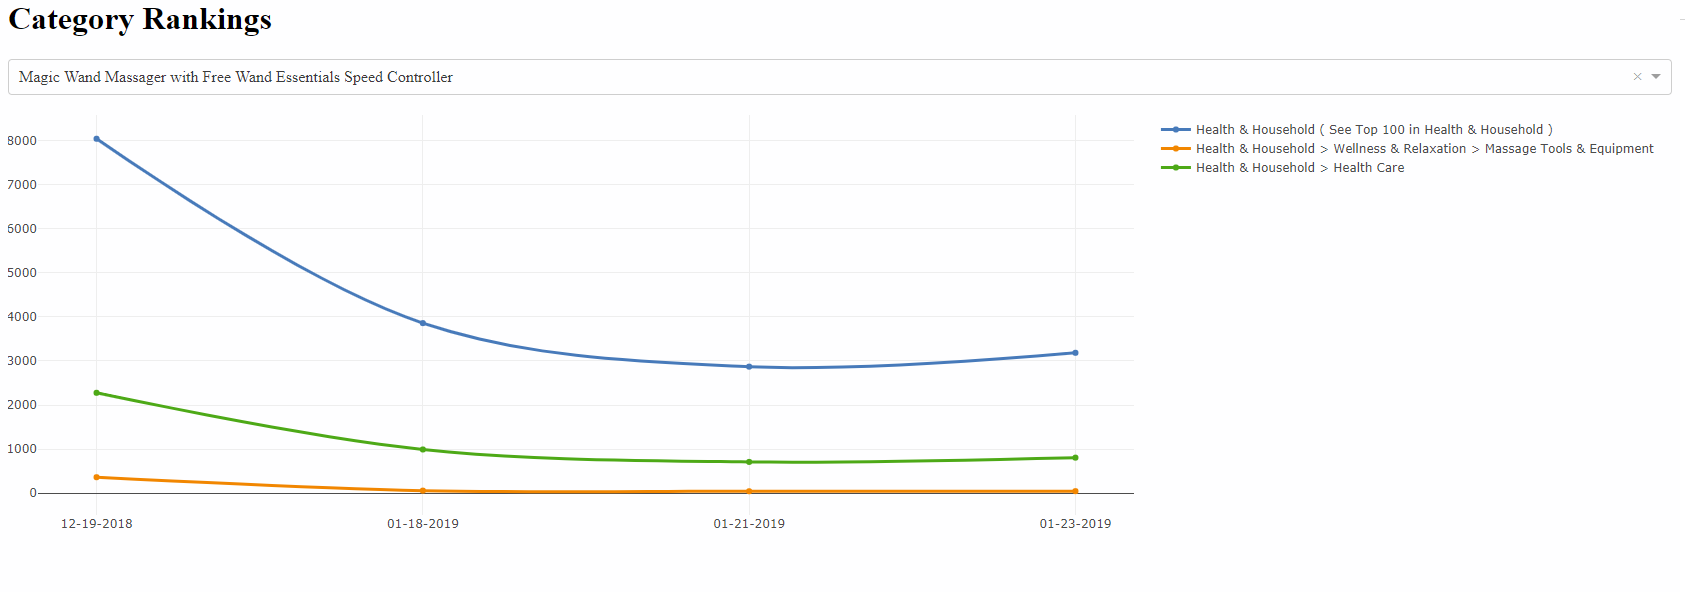 Category Rankings
Magic Wand Massager with Free Wand Essentials Speed Controller
×
Health & Household ( See Top 100 in Health & Household )
Health & Household > Wellness & Relaxation > Massage Tools & Equipment
Health & Household > Health Care
8000
7000
6000
5000
4000
3000
2000
1000
0
12-19-2018 01-18-2019 01-21-2019 01-23-2019